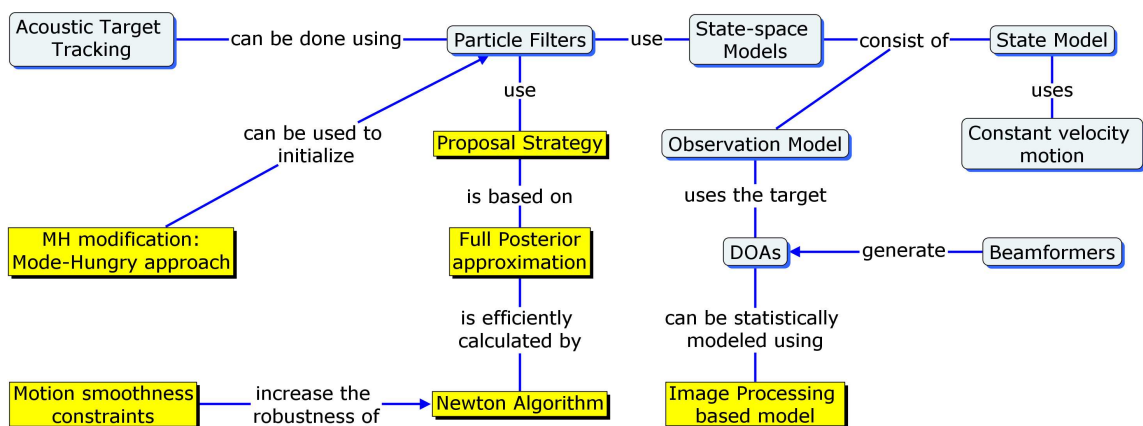 Acoustic Target
Tracking
can be done using
Particle Filters
use
State-space
Models
consist of
State Model
use
uses
can be used to
initialize
Proposal Strategy
Observation Model
Constant velocity
motion
is based on
uses the target
MH modification:
Mode-Hungry approach
Full Posterior
approximation
DOAs
generate
Beamformers
is efficiently
calculated by
can be statistically
modeled using
Motion smoothness
constraints
increase the
robustness of
Newton Algorithm
Image Processing
based model